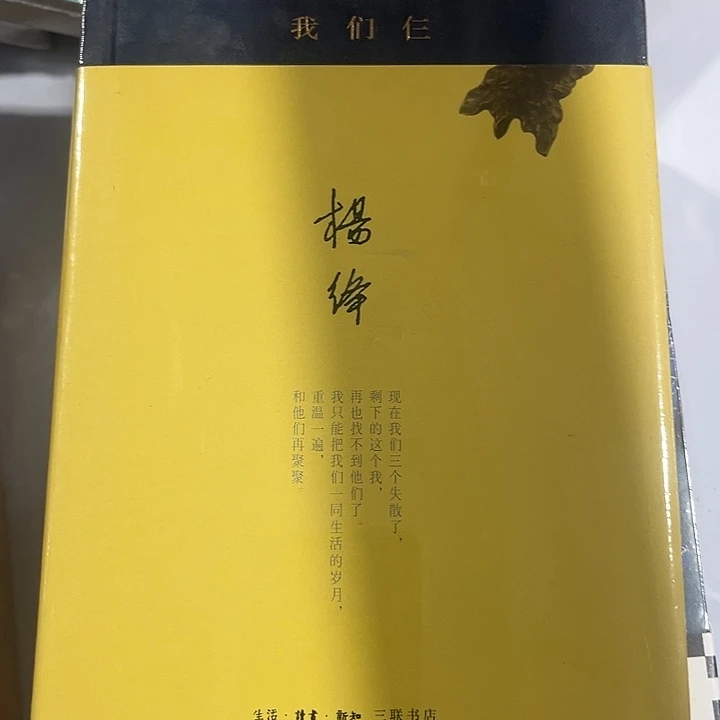 我们仨
杨
绛
现在我们三个失散了，
剩下的这个我，
再也找不到他们了。
我只能把我们一同生活的岁月，
重温一遍，
和他们再聚聚。
生活·讀書·新知 三联书店